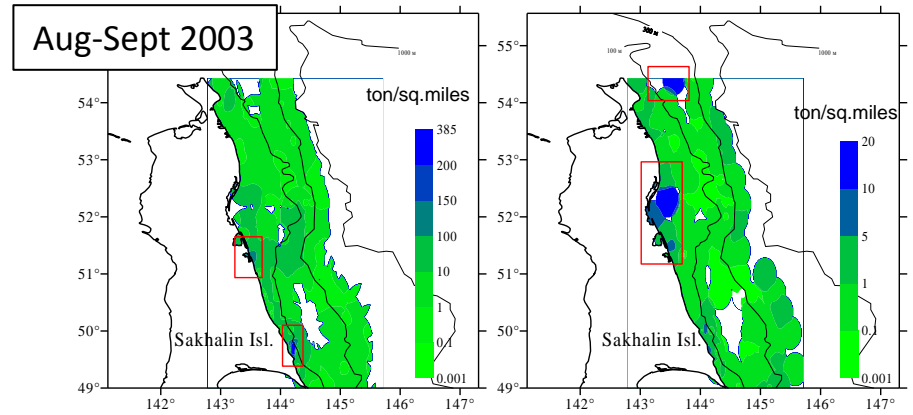 Aug-Sept 2003
1000 м
ton/sq.miles
385
200
150
100
10
1
0.1
0.001
54°
53°
52°
51°
50°
49°
Sakhalin Isl.
142° 143° 144° 145° 146° 147°
300 м
100 м
1000 м
ton/sq.miles
20
10
5
1
0.1
0.001
55°
54°
53°
52°
51°
50°
49°
Sakhalin Isl.
142° 143° 144° 145° 146° 147°